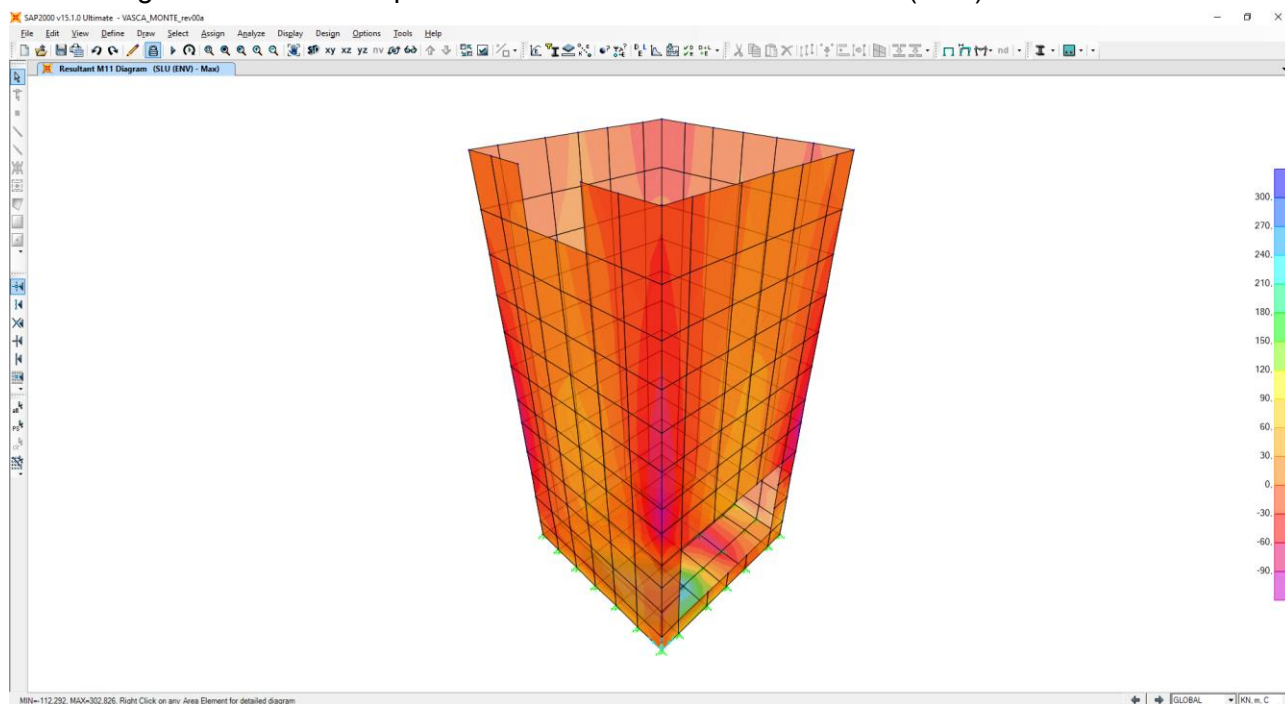 SAP2000 v15.1.0 Ultimate - VASCA_MONTE_rev00a
File Edit View Define Draw Select Assign Analyze Display Design Options Tools Help
xy xz yz nv nd
Resultant M11 Diagram (SLU (ENV) - Max)
300,
270,
240,
210,
180,
150,
120,
90,
60,
30,
0,
-30,
-60,
-90,
MIN=-112.292, MAX=302.826, Right Click on any Area Element for detailed diagram
GLOBAL KN, m, C